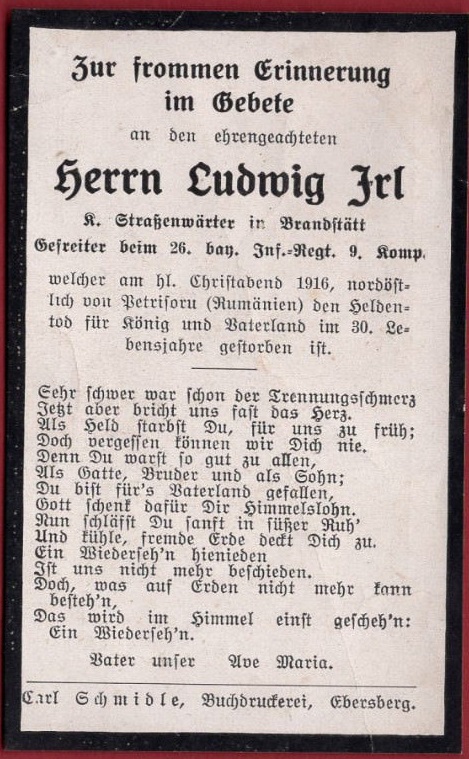 Zur frommen Erinnerung
im Gebete
an den ehrengeachteten
Herrn Ludwig Irl
K. Straßenwärter in Brandstätt
Gefreiter beim 26. bay. Inf.-Regt. 9. Komp.
welcher am hl. Christabend 1916, nordöst-
lich von Petrisoru (Rumänien) den Helden-
tod für König und Vaterland im 30. Le-
bensjahre gestorben ist.
Sehr schwer war schon der Trennungsschmerz
Jetzt aber bricht uns fast das Herz.
Als Held starbst Du, für uns zu früh;
Doch vergessen können wir Dich nie.
Denn Du warst so gut zu allen,
Als Gatte, Bruder und als Sohn;
Du bist für's Vaterland gefallen,
Gott schenk dafür Dir Himmelslohn.
Nun schläfst Du sanft in süßer Ruh'
Und kühle, fremde Erde deckt Dich zu.
Ein Wiederseh'n hienieden
Ist uns nicht mehr beschieden.
Doch, was auf Erden nicht mehr kann
besteh'n,
Das wird im Himmel einst gescheh'n:
Ein Wiederseh'n.
Vater unser Ave Maria.
Carl Schmidle, Buchdruckerei, Ebersberg.